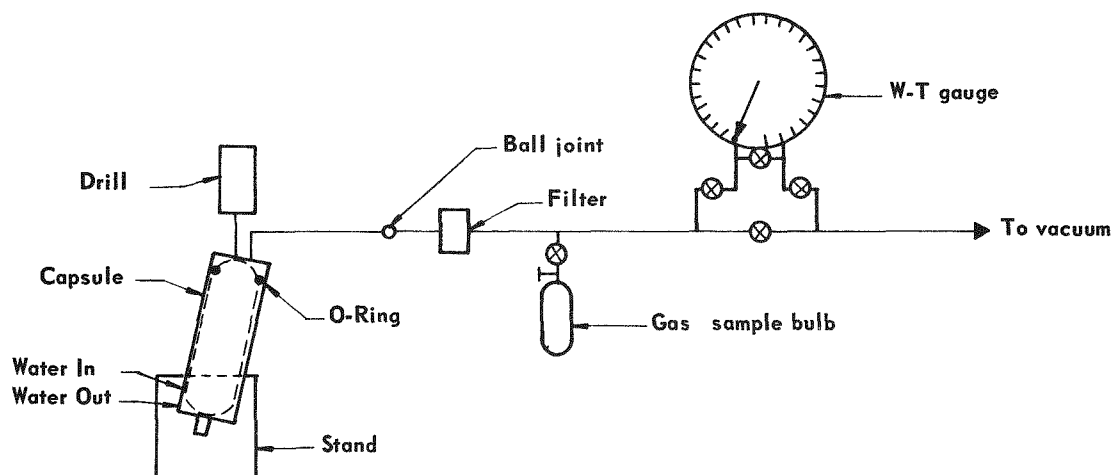 W-T gauge
Ball joint
Drill
Filter
To vacuum
Capsule
O-Ring
Gas sample bulb
Water In
Water Out
Stand